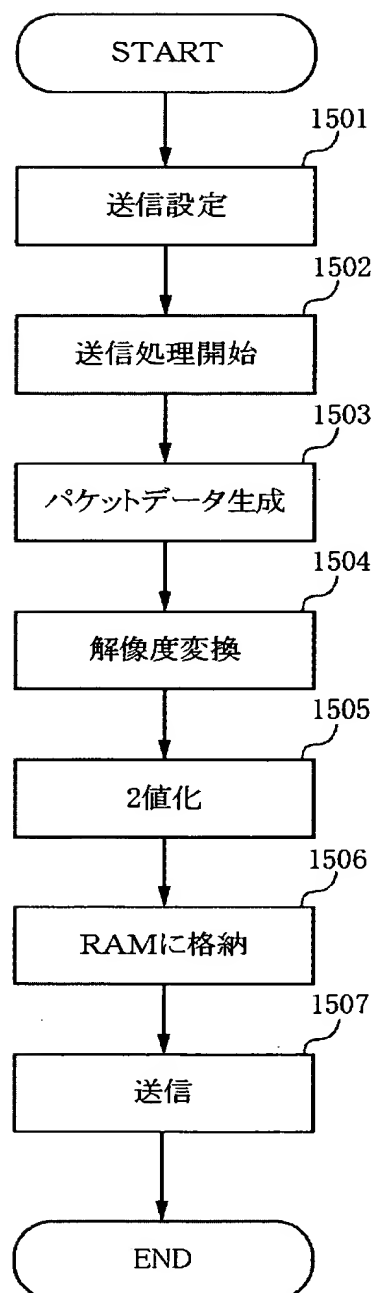 START
1501
送信設定
1502
送信処理開始
1503
パケットデータ生成
1504
解像度変換
1505
2値化
1506
RAMに格納
1507
送信
END